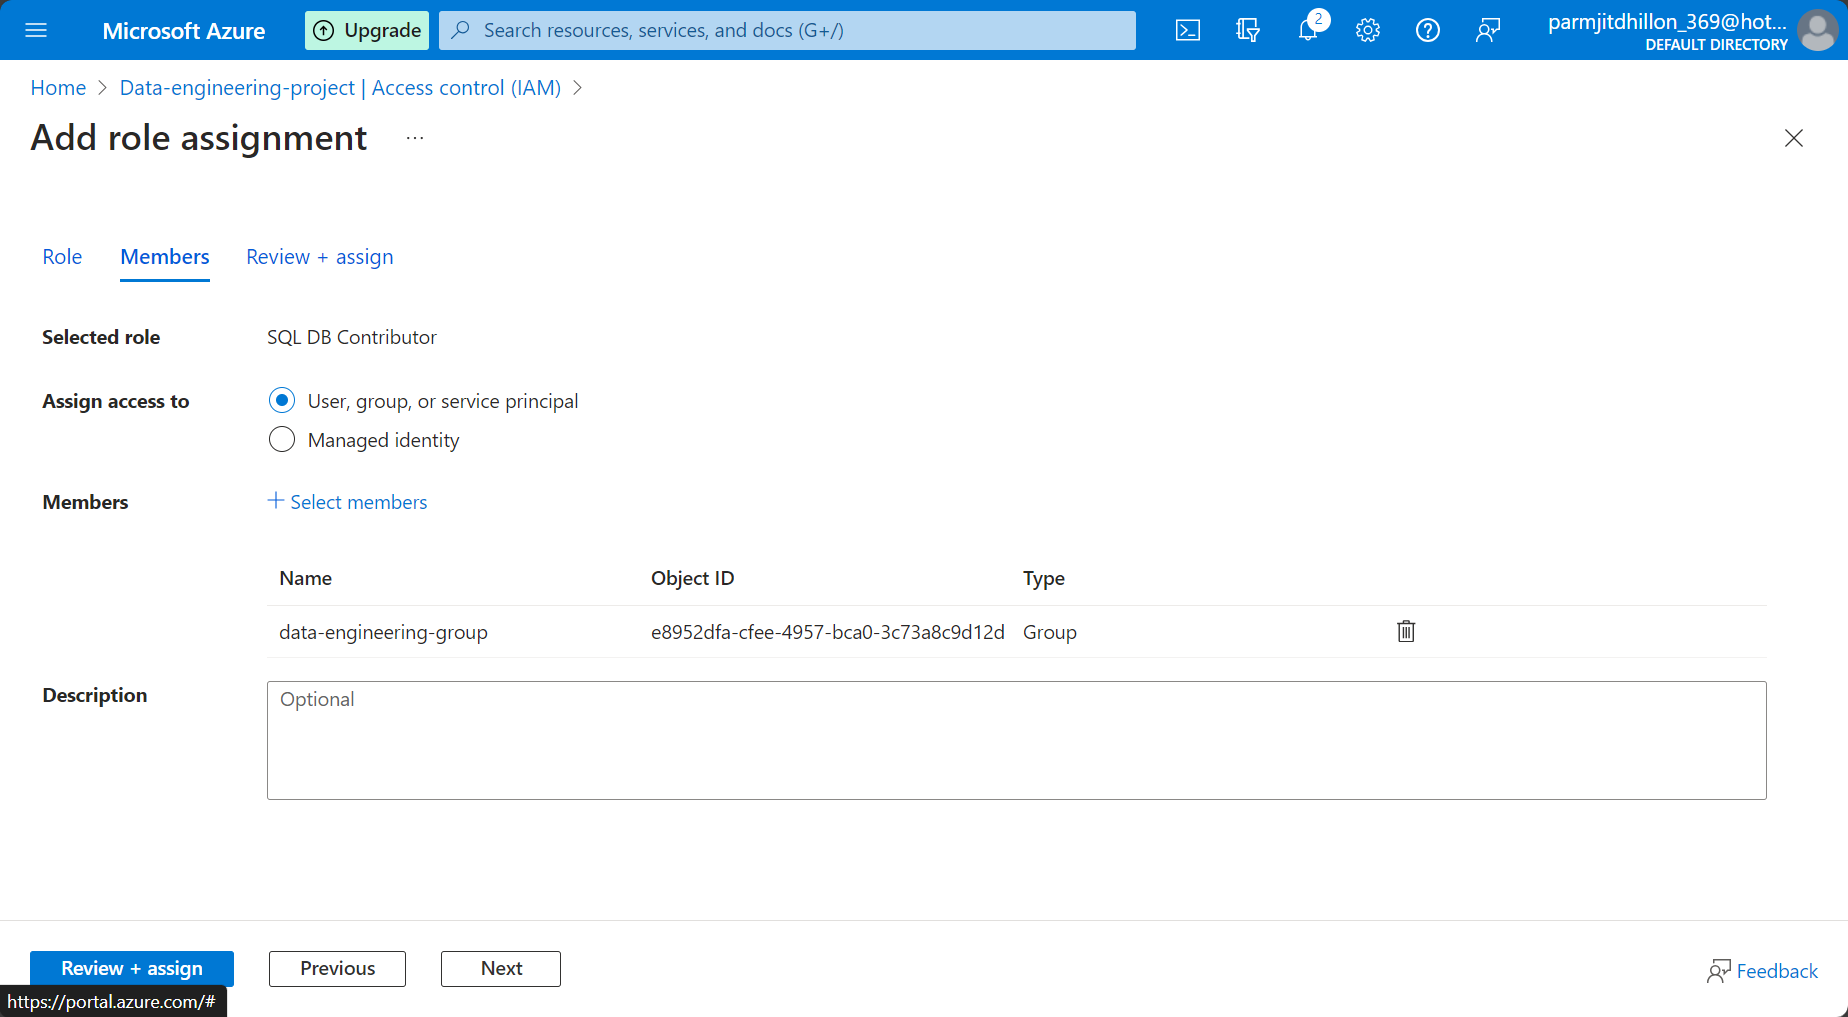 Microsoft Azure
Upgrade
Search resources, services, and docs (G+/)
2
parmjitdhillon_369@hot...
DEFAULT DIRECTORY
Home > Data-engineering-project | Access control (IAM) >
Add role assignment ...
Role Members Review + assign
Selected role SQL DB Contributor
Assign access to User, group, or service principal
Managed identity
Members + Select members
Name Object ID Type
data-engineering-group e8952dfa-cfee-4957-bca0-3c73a8c9d12d Group
Description Optional
Review + assign Previous Next Feedback
https://portal.azure.com/#